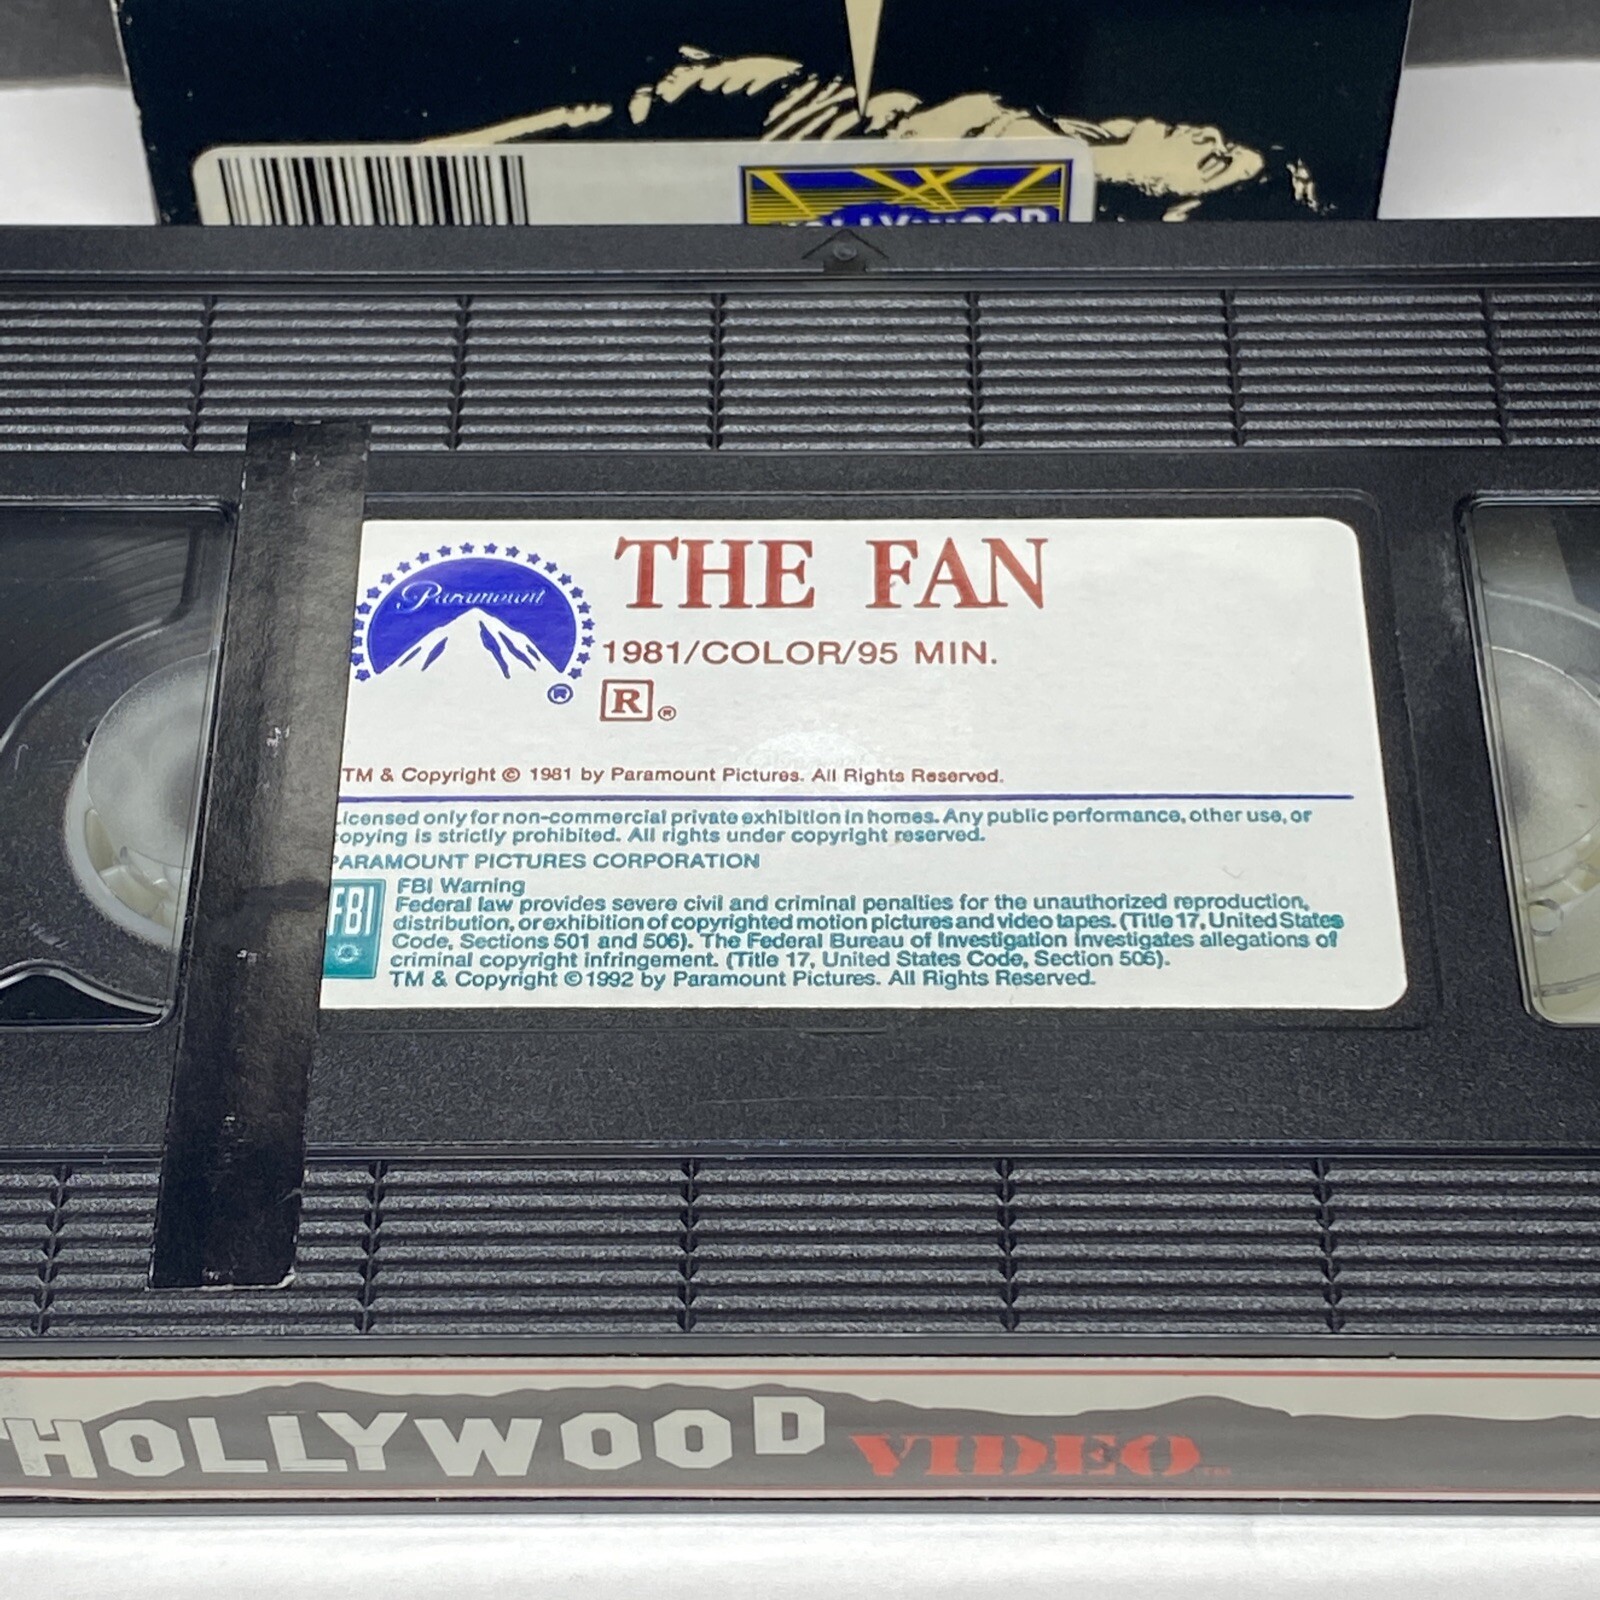 HOLLYWOOD
Paramount
®
THE FAN
1981/COLOR/95 MIN.
R ®
TM & Copyright © 1981 by Paramount Pictures. All Rights Reserved.
Licensed only for non-commercial private exhibition in homes. Any public performance, other use, or
copying is strictly prohibited. All rights under copyright reserved.
PARAMOUNT PICTURES CORPORATION
FBI
FBI Warning
Federal law provides severe civil and criminal penalties for the unauthorized reproduction,
distribution, or exhibition of copyrighted motion pictures and video tapes. (Title 17, United States
Code, Sections 501 and 506). The Federal Bureau of Investigation investigates allegations of
criminal copyright infringement. (Title 17, United States Code, Section 506).
TM & Copyright © 1992 by Paramount Pictures. All Rights Reserved.
HOLLYWOOD VIDEO™